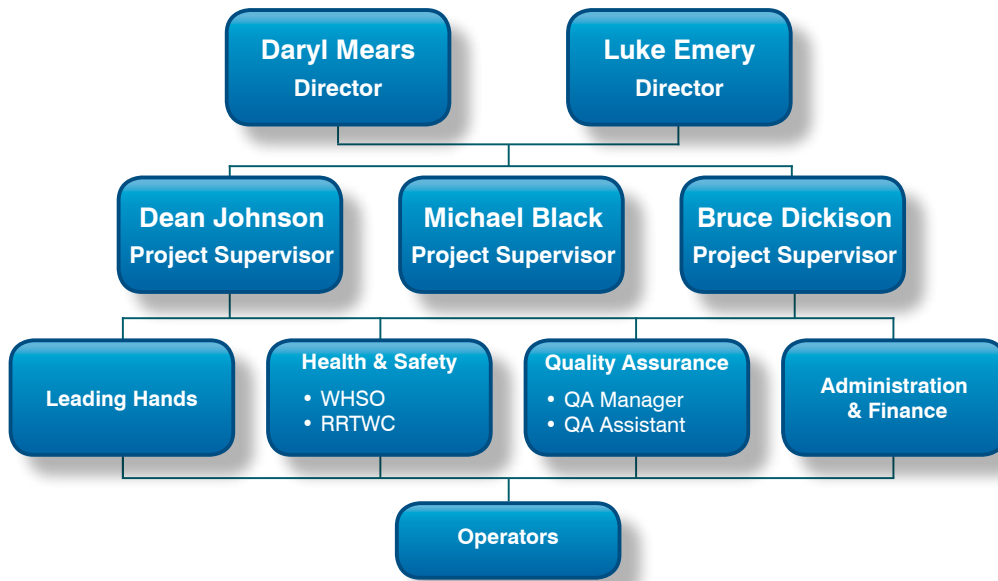 Daryl Mears
Director
Luke Emery
Director
Dean Johnson
Project Supervisor
Michael Black
Project Supervisor
Bruce Dickison
Project Supervisor
Leading Hands
Health & Safety
• WHSO
• RRTWC
Quality Assurance
• QA Manager
• QA Assistant
Administration
& Finance
Operators